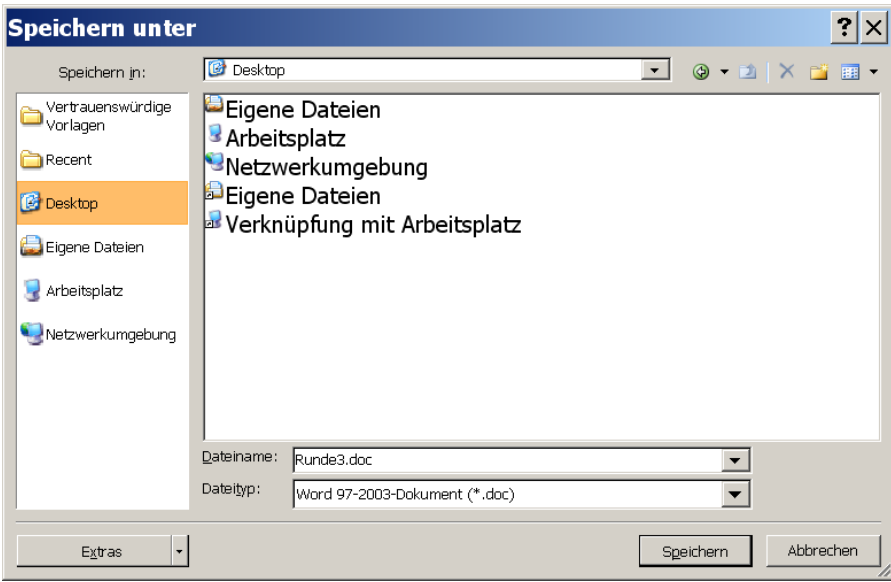 Speichern unter
Speichern in:
Desktop
Vertrauenswürdige
Vorlagen
Recent
Desktop
Eigene Dateien
Arbeitsplatz
Netzwerkumgebung
Eigene Dateien
Arbeitsplatz
Netzwerkumgebung
Eigene Dateien
Verknüpfung mit Arbeitsplatz
Dateiname:
Runde3.doc
Dateityp:
Word 97-2003-Dokument (*.doc)
Extras
Speichern
Abbrechen